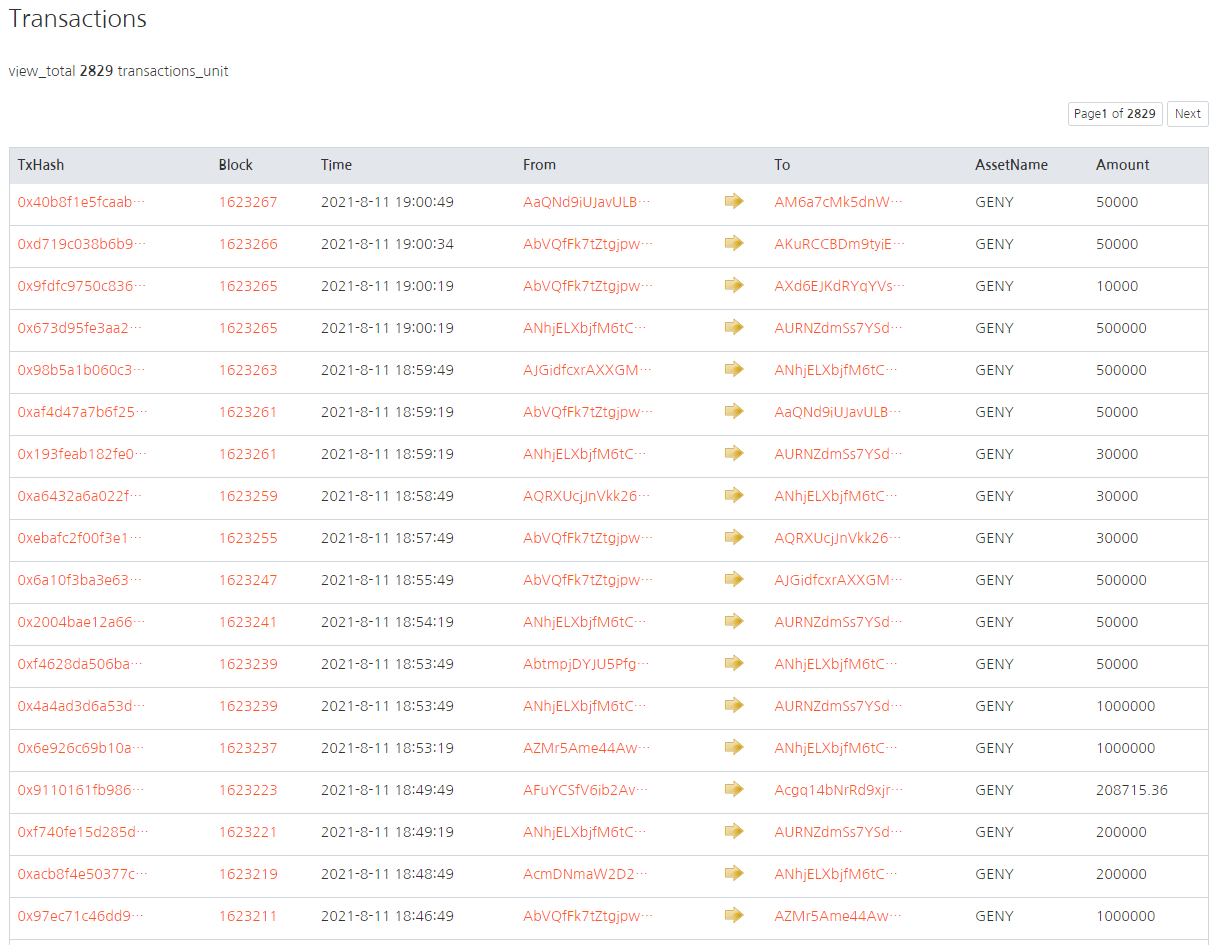 Transactions
view_total 2829 transactions_unit
Page1 of 2829 Next
TxHash Block Time From To AssetName Amount
0x40b8f1e5fcaab··· 1623267 2021-8-11 19:00:49 AaQNd9iUJavULB··· AM6a7cMk5dnW··· GENY 50000
0xd719c038b6b9··· 1623266 2021-8-11 19:00:34 AbVQfFk7tZtgjpw··· AKuRCCBDm9tyiE··· GENY 50000
0x9fdfc9750c836··· 1623265 2021-8-11 19:00:19 AbVQfFk7tZtgjpw··· AXd6EJKdRYqYVs··· GENY 10000
0x673d95fe3aa2··· 1623265 2021-8-11 19:00:19 ANhjELXbjfM6tC··· AURNZdmSs7YSd··· GENY 500000
0x98b5a1b060c3··· 1623263 2021-8-11 18:59:49 AJGidfcxrAXXGM··· ANhjELXbjfM6tC··· GENY 500000
0xaf4d47a7b6f25··· 1623261 2021-8-11 18:59:19 AbVQfFk7tZtgjpw··· AaQNd9iUJavULB··· GENY 50000
0x193feab182fe0··· 1623261 2021-8-11 18:59:19 ANhjELXbjfM6tC··· AURNZdmSs7YSd··· GENY 30000
0xa6432a6a022f··· 1623259 2021-8-11 18:58:49 AQRXUcjJnVkk26··· ANhjELXbjfM6tC··· GENY 30000
0xebafc2f00f3e1··· 1623255 2021-8-11 18:57:49 AbVQfFk7tZtgjpw··· AQRXUcjJnVkk26··· GENY 30000
0x6a10f3ba3e63··· 1623247 2021-8-11 18:55:49 AbVQfFk7tZtgjpw··· AJGidfcxrAXXGM··· GENY 500000
0x2004bae12a66··· 1623241 2021-8-11 18:54:19 ANhjELXbjfM6tC··· AURNZdmSs7YSd··· GENY 50000
0xf4628da506ba··· 1623239 2021-8-11 18:53:49 AbtmpjDYJU5Pfg··· ANhjELXbjfM6tC··· GENY 50000
0x4a4ad3d6a53d··· 1623239 2021-8-11 18:53:49 ANhjELXbjfM6tC··· AURNZdmSs7YSd··· GENY 1000000
0x6e926c69b10a··· 1623237 2021-8-11 18:53:19 AZMr5Ame44Aw··· ANhjELXbjfM6tC··· GENY 1000000
0x9110161fb986··· 1623223 2021-8-11 18:49:49 AFuYCSfV6ib2Av··· Acgq14bNrRd9xjr··· GENY 208715.36
0xf740fe15d285d··· 1623221 2021-8-11 18:49:19 ANhjELXbjfM6tC··· AURNZdmSs7YSd··· GENY 200000
0xacb8f4e50377c··· 1623219 2021-8-11 18:48:49 AcmDNmaW2D2··· ANhjELXbjfM6tC··· GENY 200000
0x97ec71c46dd9··· 1623211 2021-8-11 18:46:49 AbVQfFk7tZtgjpw··· AZMr5Ame44Aw··· GENY 1000000